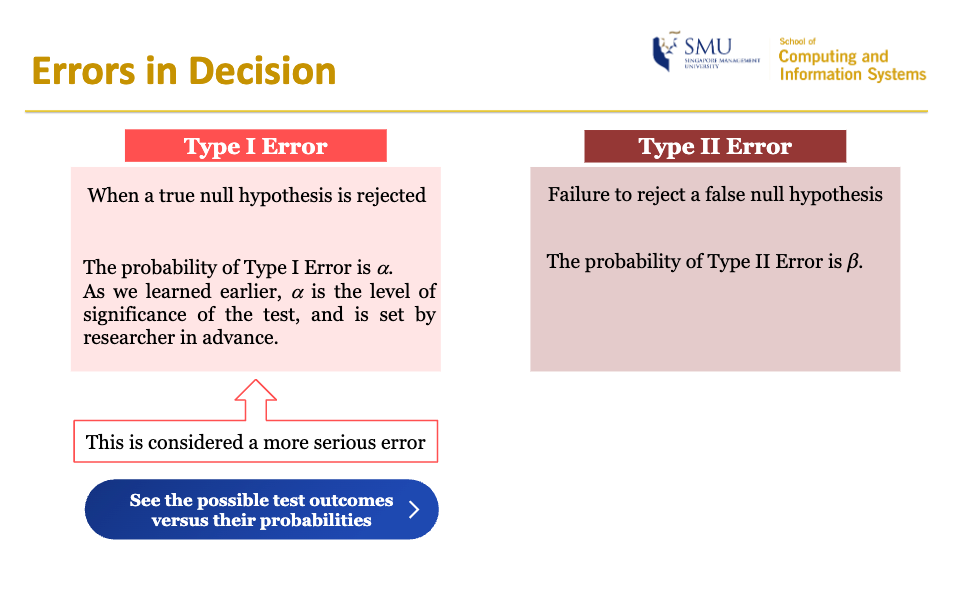 Errors in Decision
SMU
SINGAPORE MANAGEMENT
UNIVERSITY
School of
Computing and
Information Systems
Type I Error
When a true null hypothesis is rejected
The probability of Type I Error is α.
As we learned earlier, α is the level of
significance of the test, and is set by
researcher in advance.
This is considered a more serious error
See the possible test outcomes
versus their probabilities
Type II Error
Failure to reject a false null hypothesis
The probability of Type II Error is β.